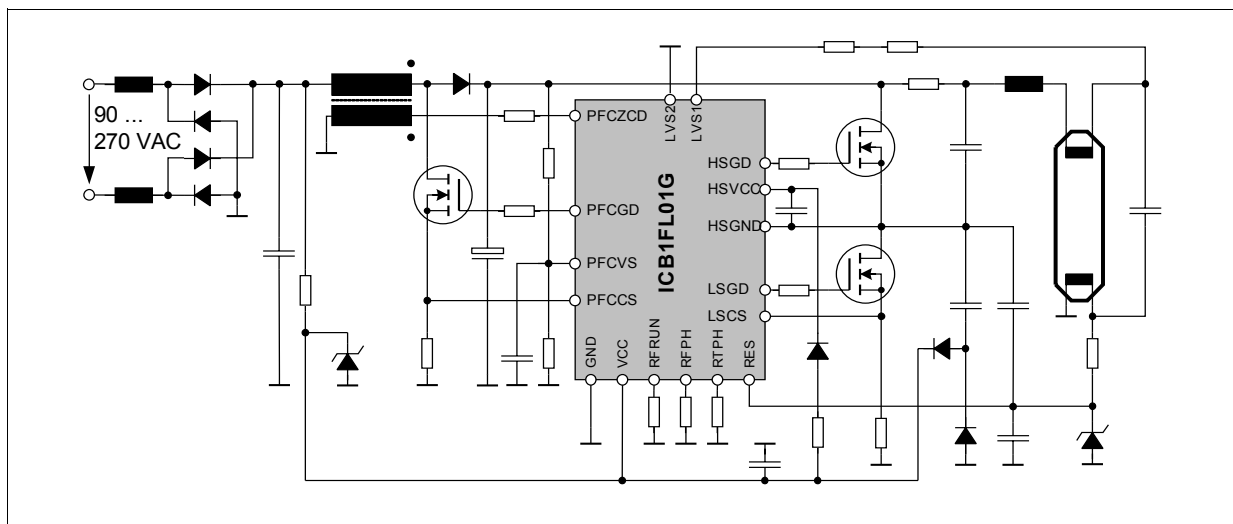 90 ...
270 VAC
LVS2
LVS1
PFCZCD
HSGD
HSVCC
PFCGD
HSGND
ICB1FL01G
PFCVS
LSGD
PFCCS
LSCS
GND
VCC
RFRUN
RFPH
RTPH
RES